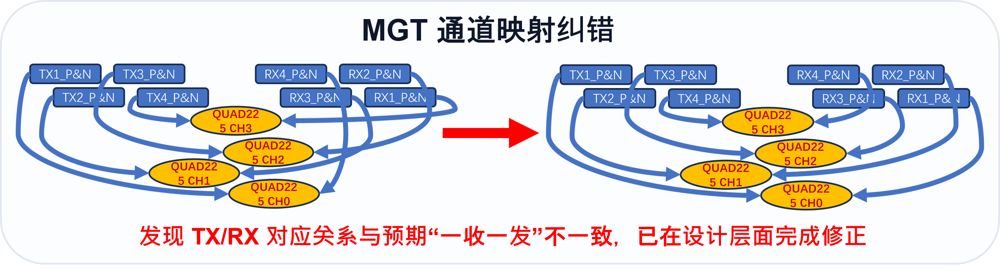 MGT 通道映射纠错
TX1_P&N
TX3_P&N
RX4_P&N
RX2_P&N
TX2_P&N
TX4_P&N
RX3_P&N
RX1_P&N
QUAD22
5 CH3
QUAD22
5 CH2
QUAD22
5 CH1
QUAD22
5 CH0
TX1_P&N
TX3_P&N
RX4_P&N
RX2_P&N
TX2_P&N
TX4_P&N
RX3_P&N
RX1_P&N
QUAD22
5 CH3
QUAD22
5 CH2
QUAD22
5 CH1
QUAD22
5 CH0
发现 TX/RX 对应关系与预期“一收一发”不一致，已在设计层面完成修正